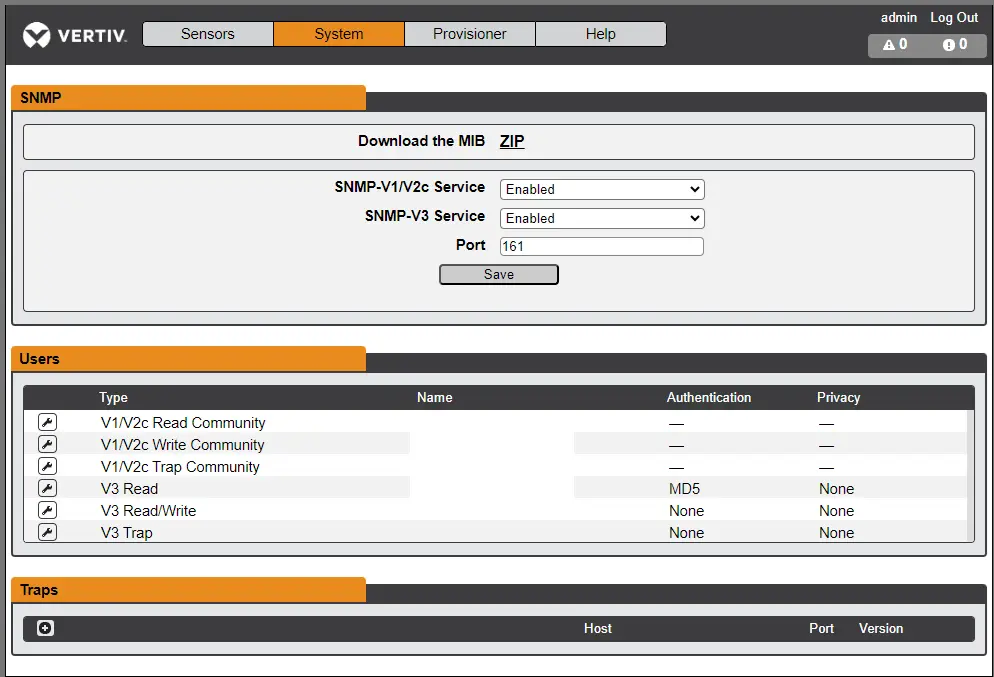 admin Log Out
VERTIV. Sensors System Provisioner Help
0 0
SNMP
Download the MIB ZIP
SNMP-V1/V2c Service Enabled
SNMP-V3 Service Enabled
Port 161
Save
Users
Type Name Authentication Privacy
V1/V2c Read Community — —
V1/V2c Write Community — —
V1/V2c Trap Community — —
V3 Read MD5 None
V3 Read/Write None None
V3 Trap None None
Traps
Host Port Version